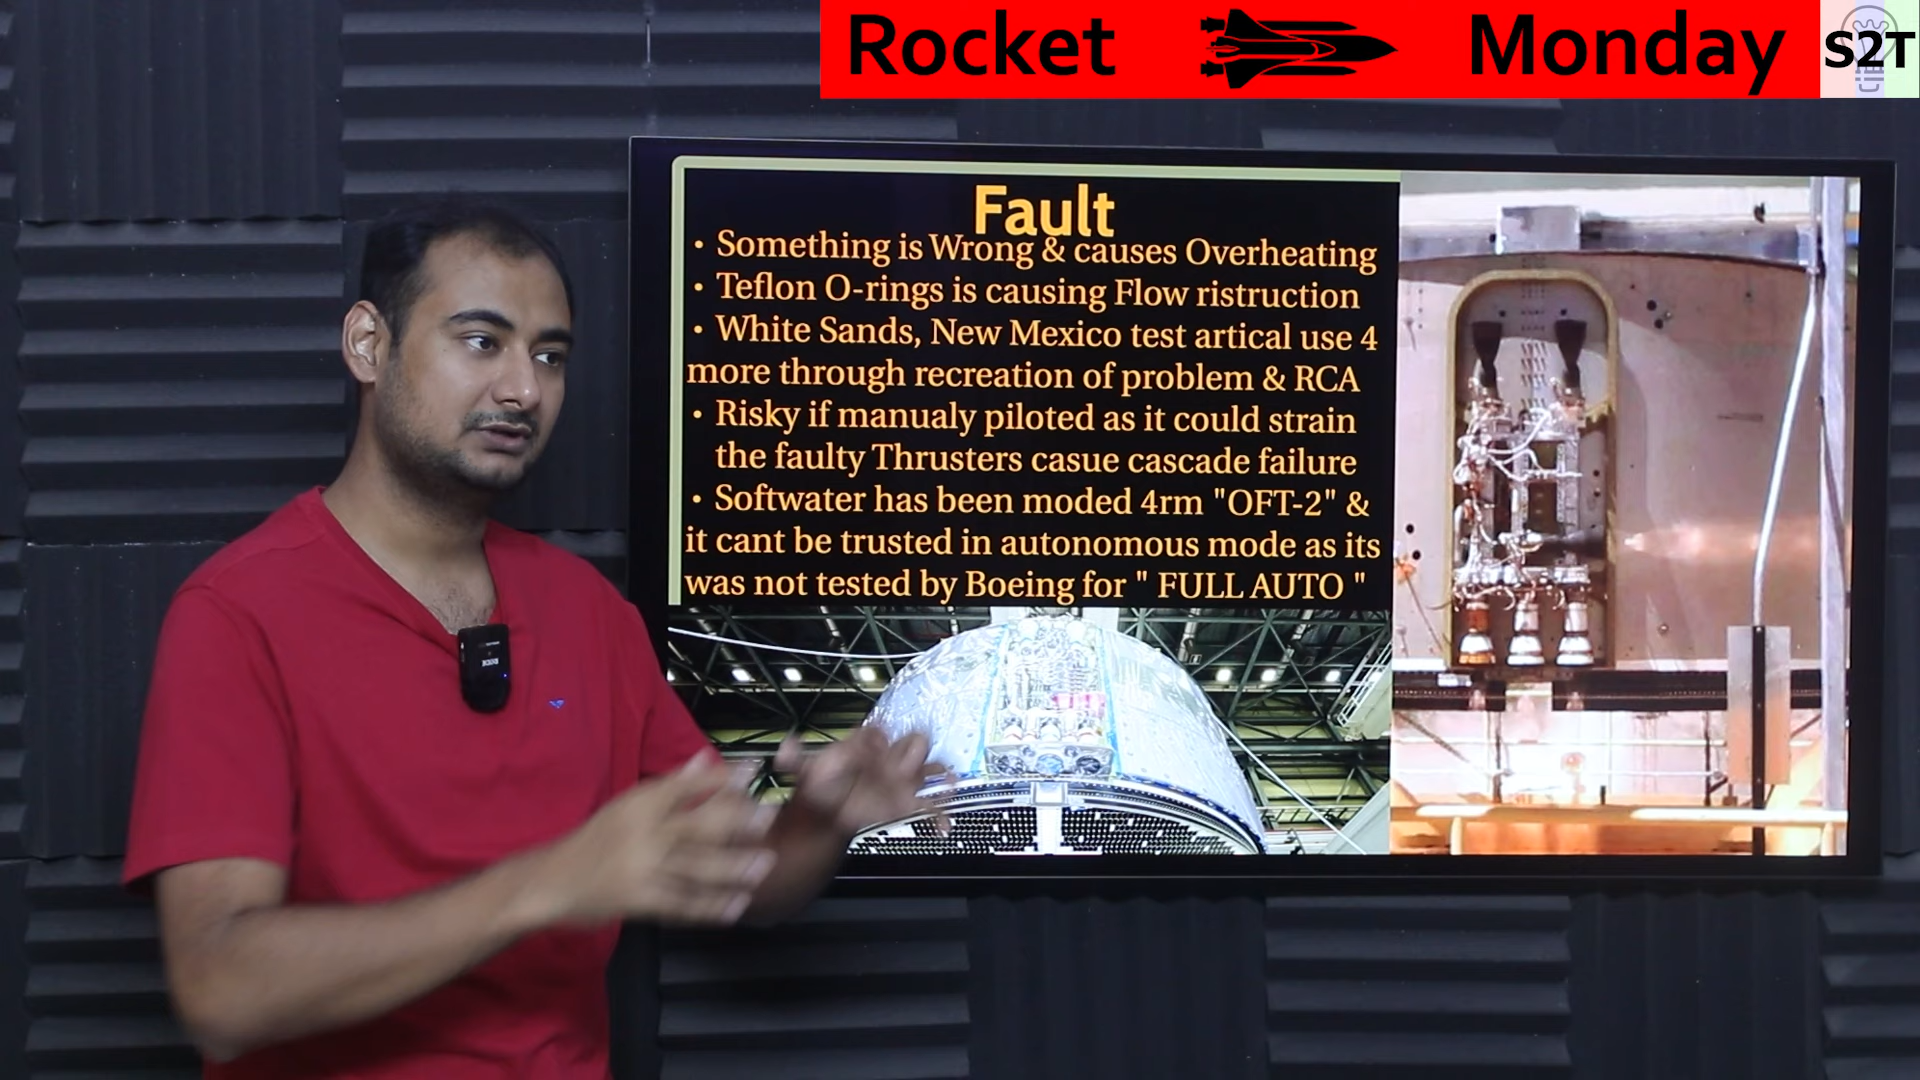 Rocket Monday S2T
Fault
• Something is Wrong & causes Overheating
• Teflon O-rings is causing Flow ristruction
• White Sands, New Mexico test artical use 4
more through recreation of problem & RCA
• Risky if manualy piloted as it could strain
the faulty Thrusters casue cascade failure
• Softwater has been moded 4rm "OFT-2" &
it cant be trusted in autonomous mode as its
was not tested by Boeing for " FULL AUTO "
RODE